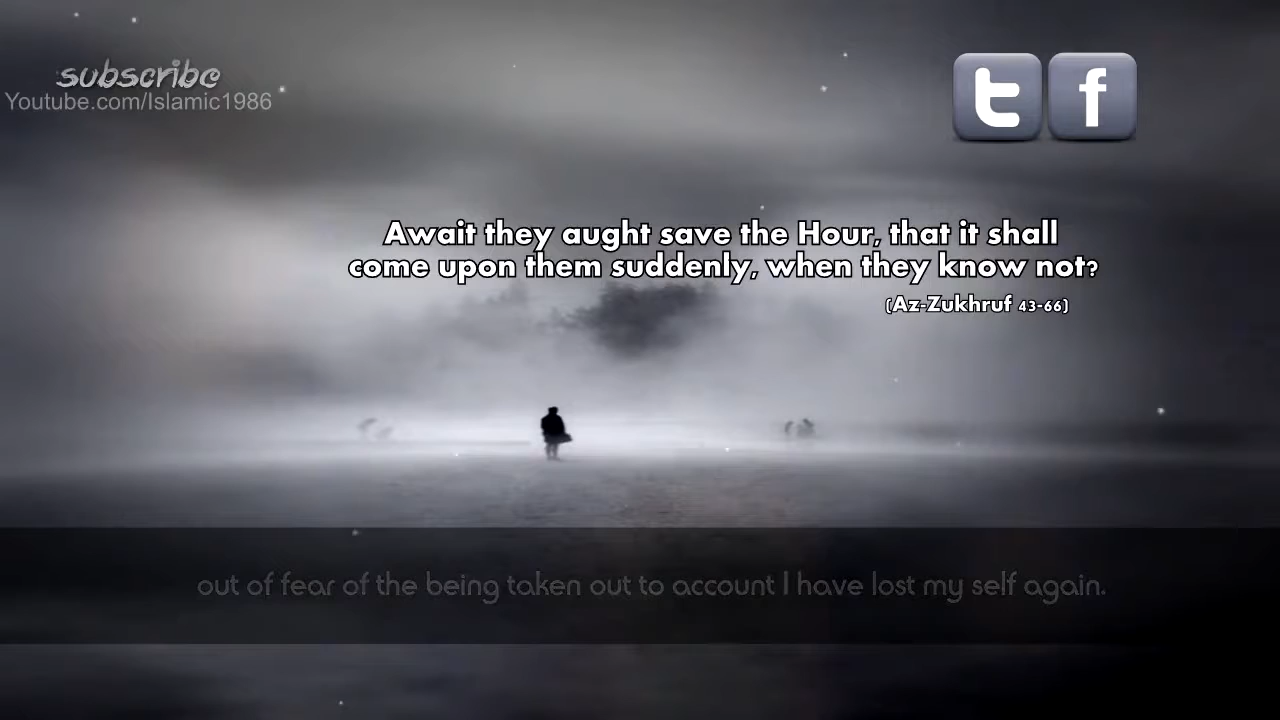 subscribe
Youtube.com/Islamic1986
t f
Await they aught save the Hour, that it shall
come upon them suddenly, when they know not?
(Az-Zukhruf 43-66)
out of fear of the being taken out to account I have lost my self again.